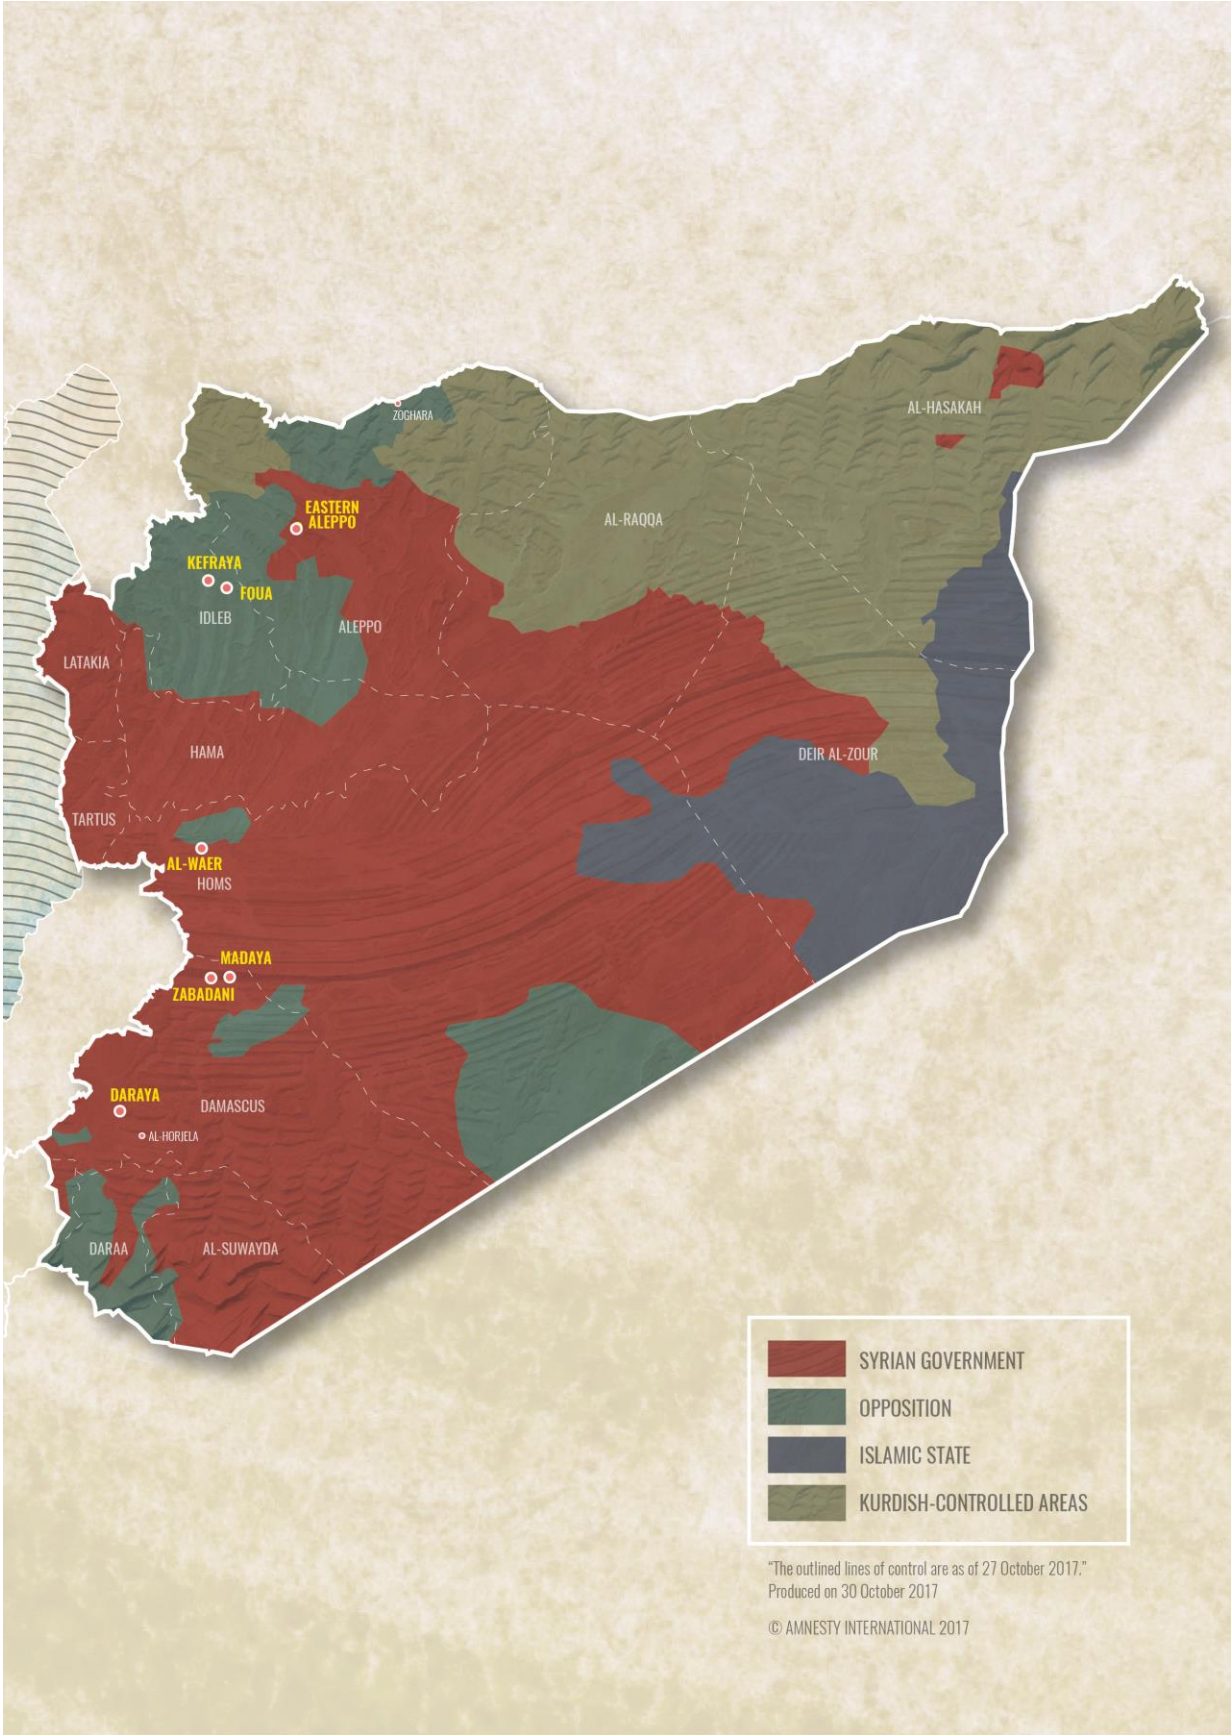 ZOGHARA
AL-HASAKAH
EASTERN
ALEPPO
AL-RAQQA
KEFRAYA
FOUA
IDLEB
ALEPPO
LATAKIA
HAMA
DEIR AL-ZOUR
TARTUS
AL-WAER
HOMS
MADAYA
ZABADANI
DARAYA
DAMASCUS
AL-HORJELA
DARAA
AL-SUWAYDA
SYRIAN GOVERNMENT
OPPOSITION
ISLAMIC STATE
KURDISH-CONTROLLED AREAS
"The outlined lines of control are as of 27 October 2017."
Produced on 30 October 2017
© AMNESTY INTERNATIONAL 2017